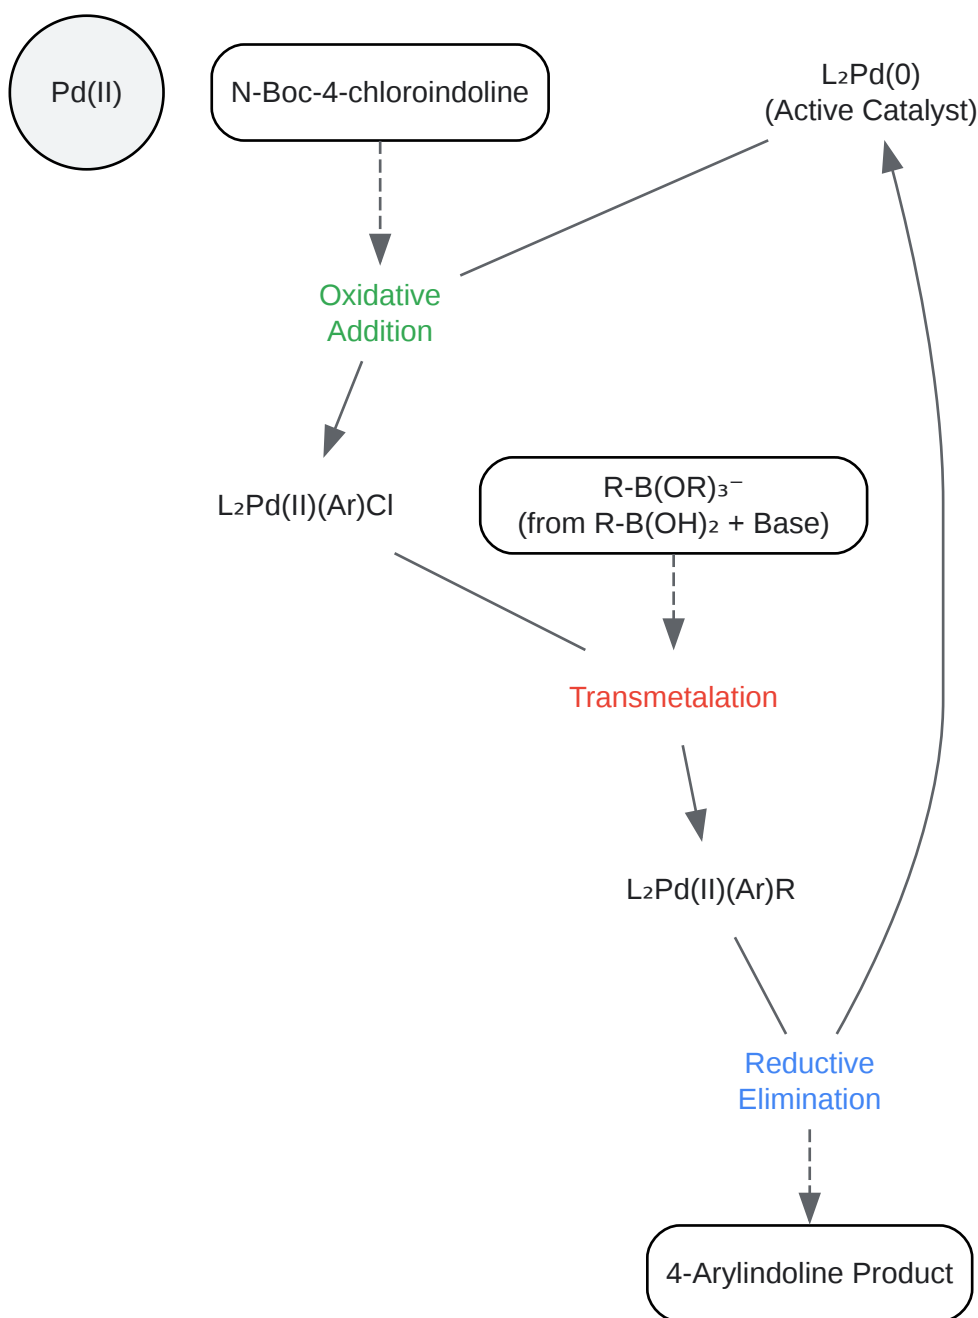 Pd(II)
N-Boc-4-chloroindoline
L₂Pd(0)
(Active Catalyst)
Oxidative
Addition
L₂Pd(II)(Ar)Cl
R-B(OR)₃⁻
(from R-B(OH)₂ + Base)
Transmetalation
L₂Pd(II)(Ar)R
Reductive
Elimination
4-Arylindoline Product